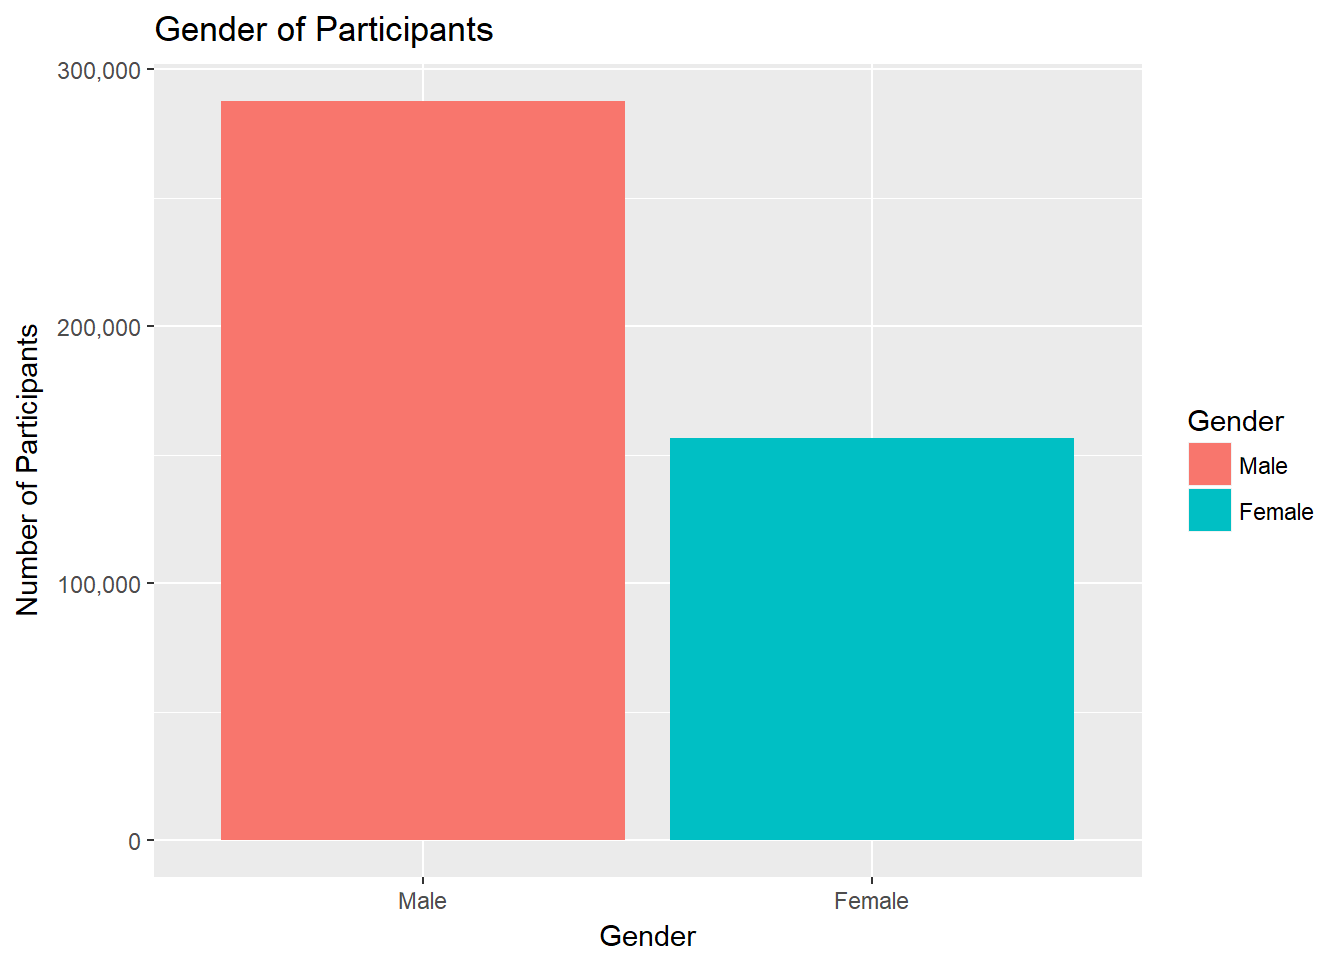 Gender of Participants
Number of Participants
300,000
200,000
100,000
0
Male
Female
Gender
Gender
Male
Female